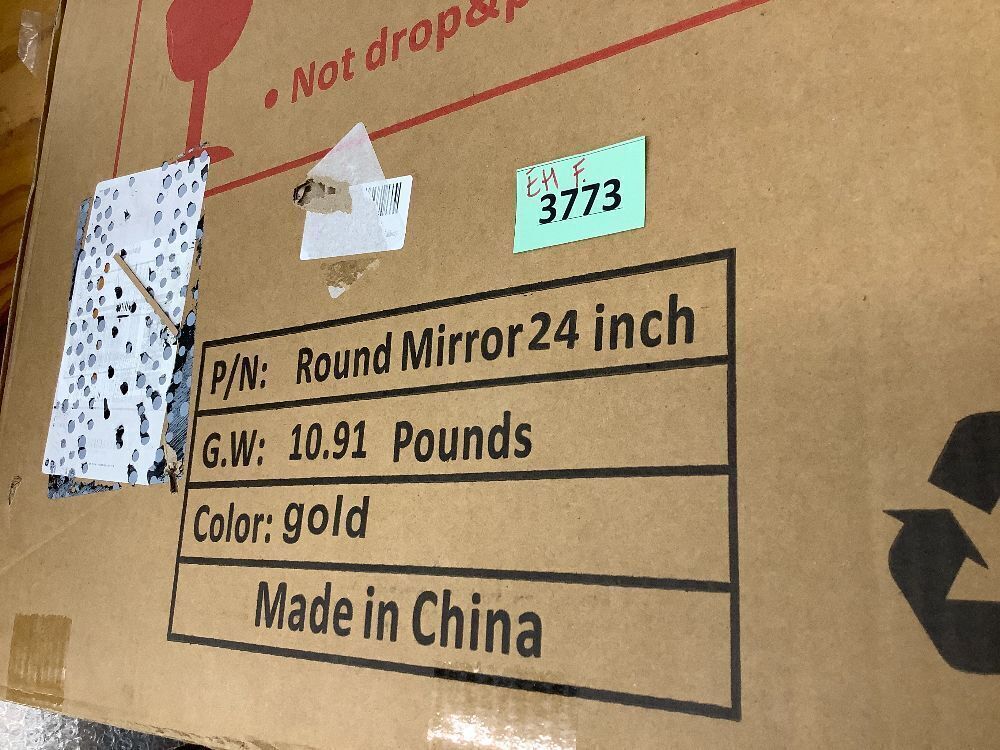 • Not drop&p
EH F.
3773
P/N: Round Mirror 24 inch
G.W: 10.91 Pounds
Color: gold
Made in China